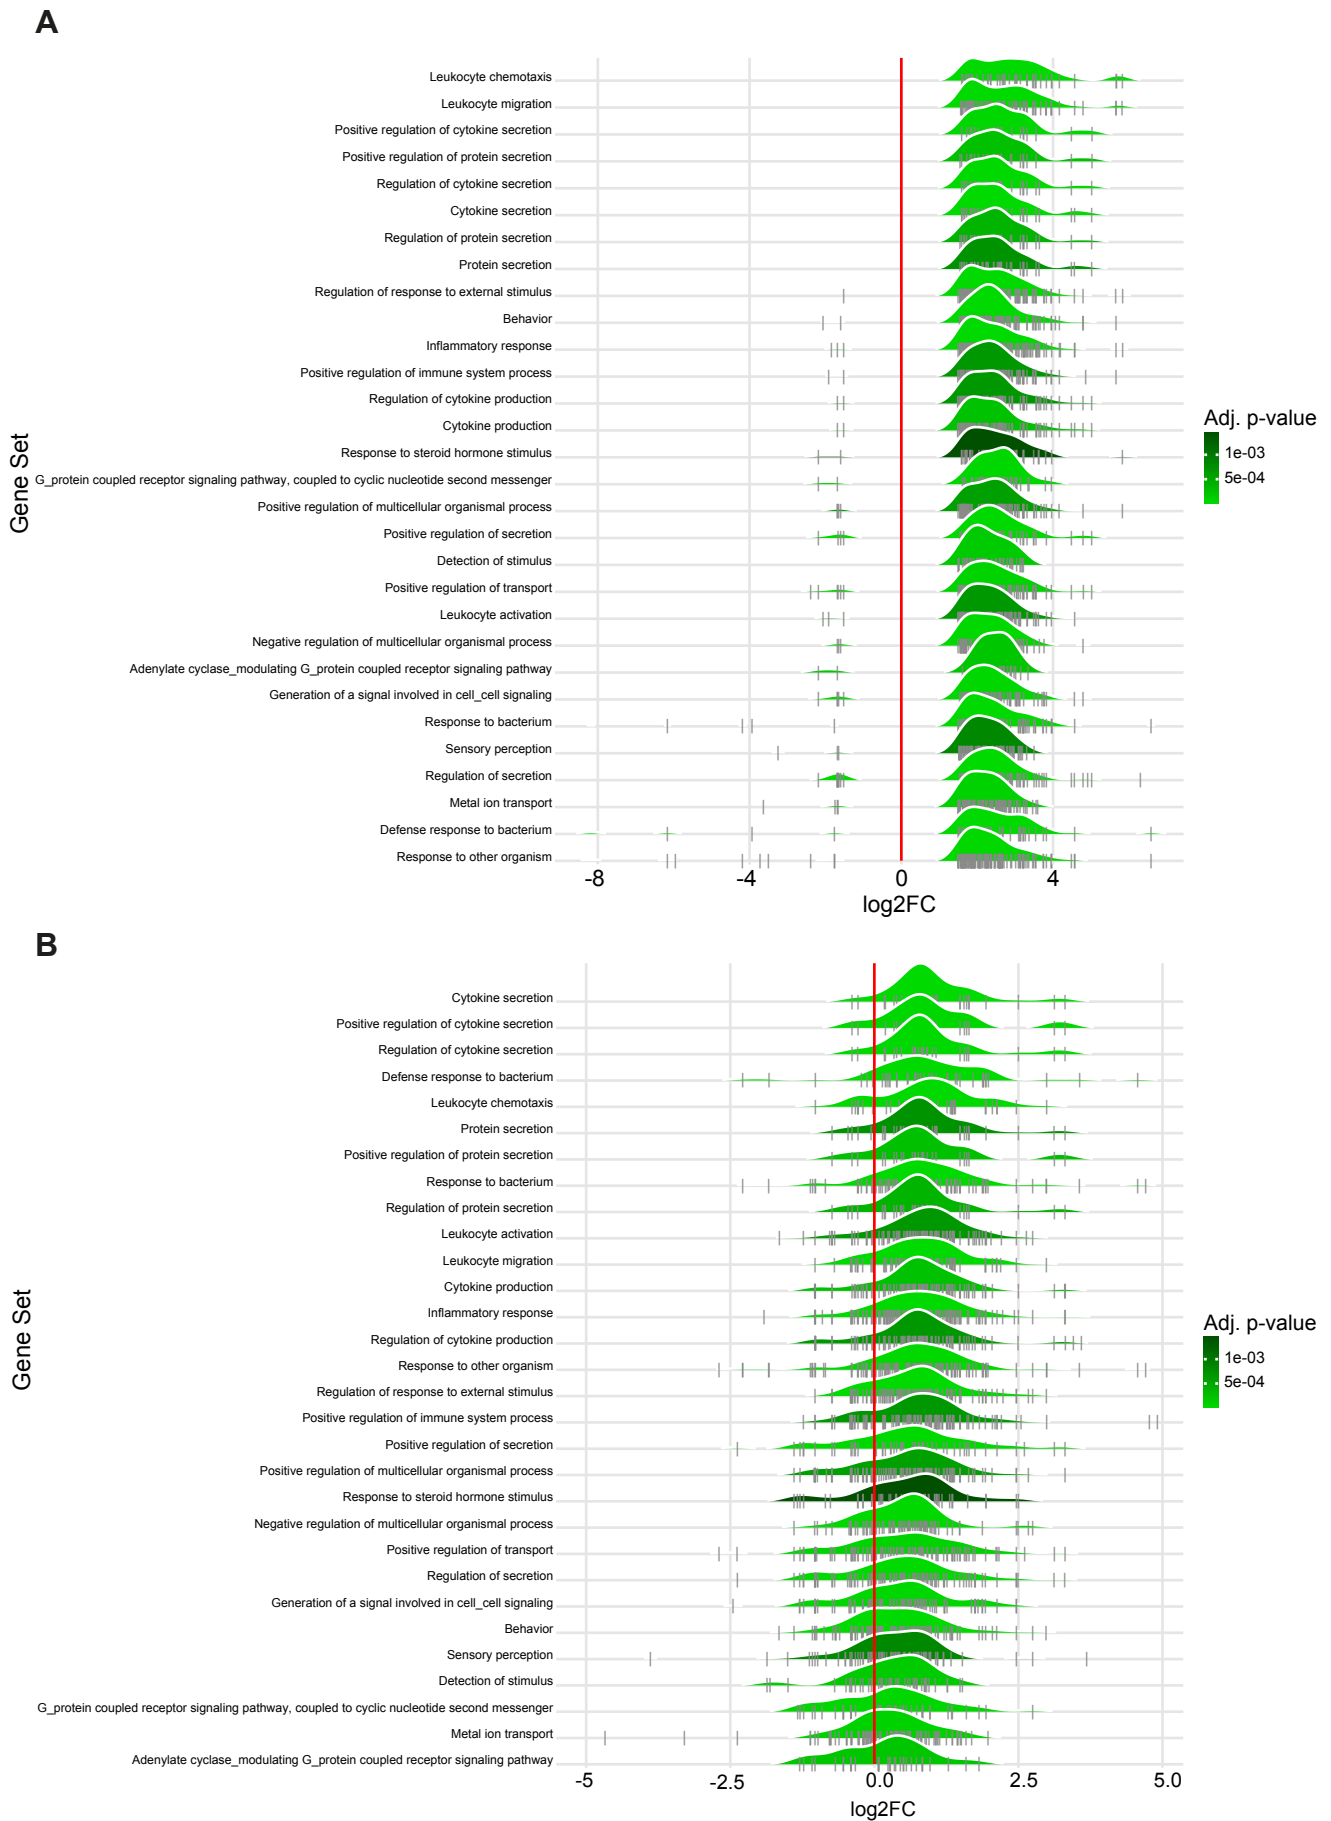 A
Leukocyte chemotaxis
Leukocyte migration
Positive regulation of cytokine secretion
Positive regulation of protein secretion
Regulation of cytokine secretion
Cytokine secretion
Regulation of protein secretion
Protein secretion
Regulation of response to external stimulus
Behavior
Inflammatory response
Positive regulation of immune system process
Regulation of cytokine production
Cytokine production
Response to steroid hormone stimulus
G_protein coupled receptor signaling pathway, coupled to cyclic nucleotide second messenger
Positive regulation of multicellular organismal process
Positive regulation of secretion
Detection of stimulus
Positive regulation of transport
Leukocyte activation
Negative regulation of multicellular organismal process
Adenylate cyclase_modulating G_protein coupled receptor signaling pathway
Generation of a signal involved in cell_cell signaling
Response to bacterium
Sensory perception
Regulation of secretion
Metal ion transport
Defense response to bacterium
Response to other organism
Gene Set
-8 -4 0 4
log2FC
Adj. p-value
1e-03
5e-04
B
Cytokine secretion
Positive regulation of cytokine secretion
Regulation of cytokine secretion
Defense response to bacterium
Leukocyte chemotaxis
Protein secretion
Positive regulation of protein secretion
Response to bacterium
Regulation of protein secretion
Leukocyte activation
Leukocyte migration
Cytokine production
Inflammatory response
Regulation of cytokine production
Response to other organism
Regulation of response to external stimulus
Positive regulation of immune system process
Positive regulation of secretion
Positive regulation of multicellular organismal process
Response to steroid hormone stimulus
Negative regulation of multicellular organismal process
Positive regulation of transport
Regulation of secretion
Generation of a signal involved in cell_cell signaling
Behavior
Sensory perception
Detection of stimulus
G_protein coupled receptor signaling pathway, coupled to cyclic nucleotide second messenger
Metal ion transport
Adenylate cyclase_modulating G_protein coupled receptor signaling pathway
Gene Set
-5 -2.5 0.0 2.5 5.0
log2FC
Adj. p-value
1e-03
5e-04